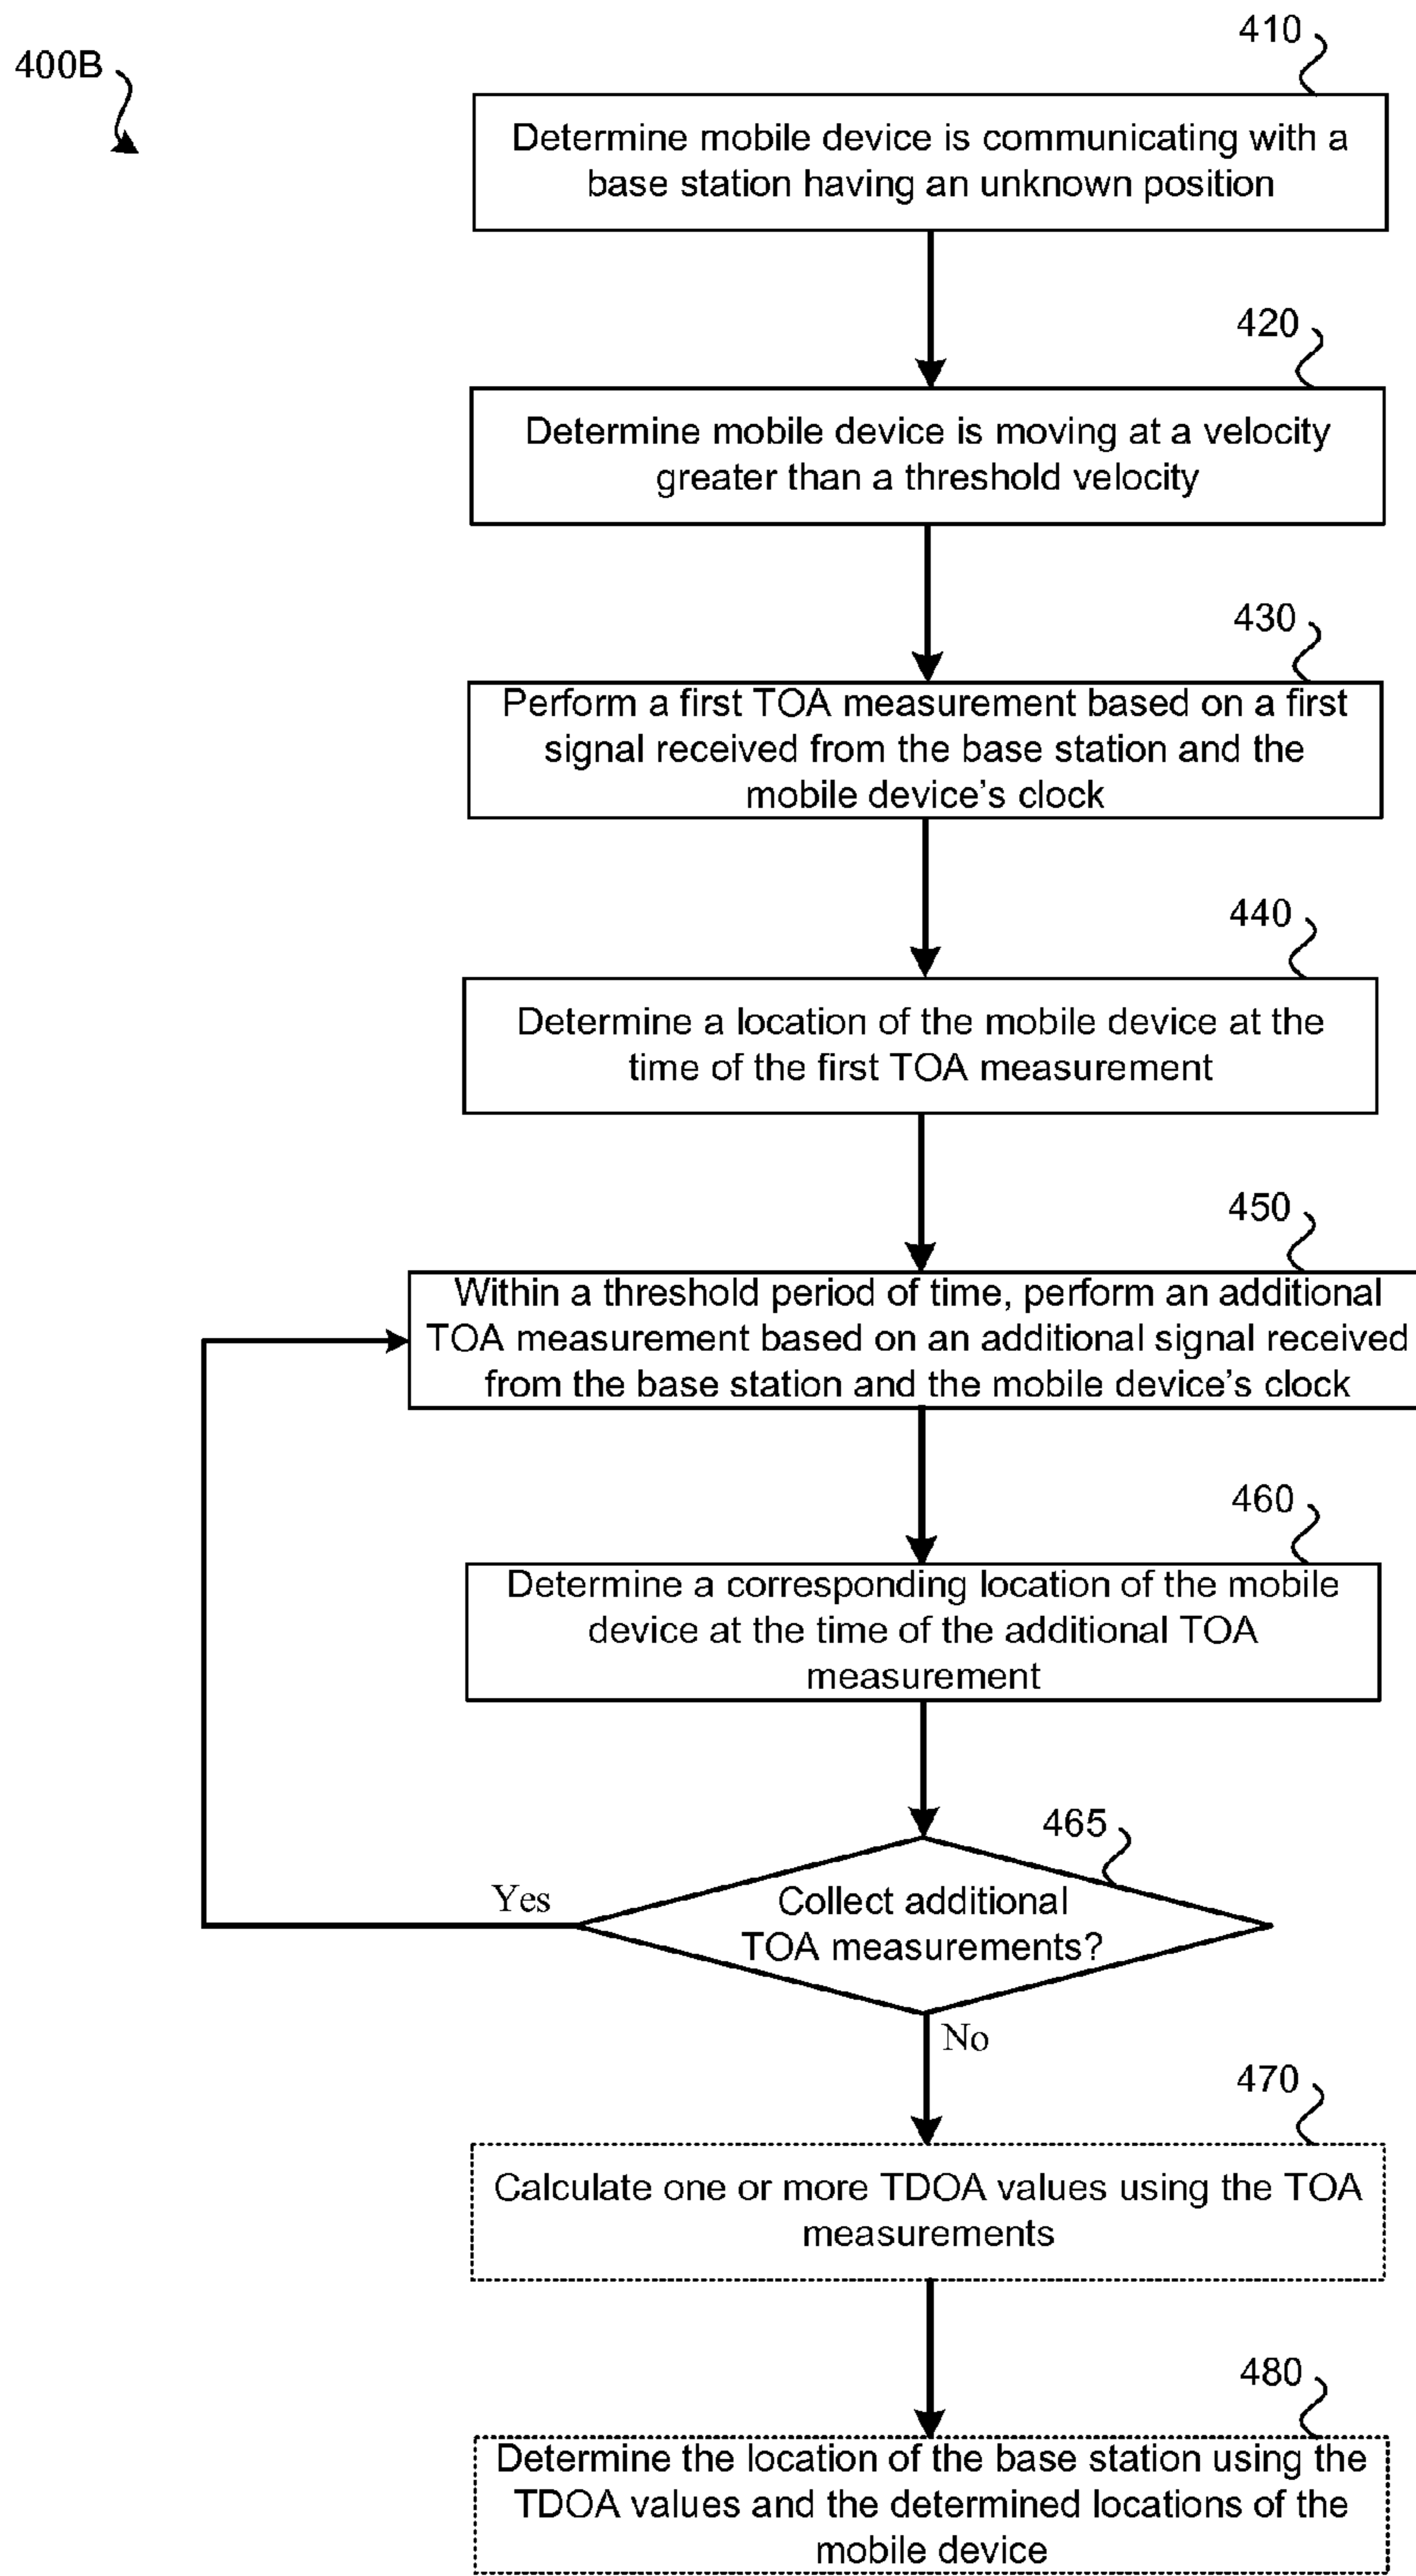 400B
410
Determine mobile device is communicating with a
base station having an unknown position
420
Determine mobile device is moving at a velocity
greater than a threshold velocity
430
Perform a first TOA measurement based on a first
signal received from the base station and the
mobile device's clock
440
Determine a location of the mobile device at the
time of the first TOA measurement
450
Within a threshold period of time, perform an additional
TOA measurement based on an additional signal received
from the base station and the mobile device's clock
460
Determine a corresponding location of the mobile
device at the time of the additional TOA
measurement
465
Collect additional
TOA measurements?
Yes
No
470
Calculate one or more TDOA values using the TOA
measurements
480
Determine the location of the base station using the
TDOA values and the determined locations of the
mobile device